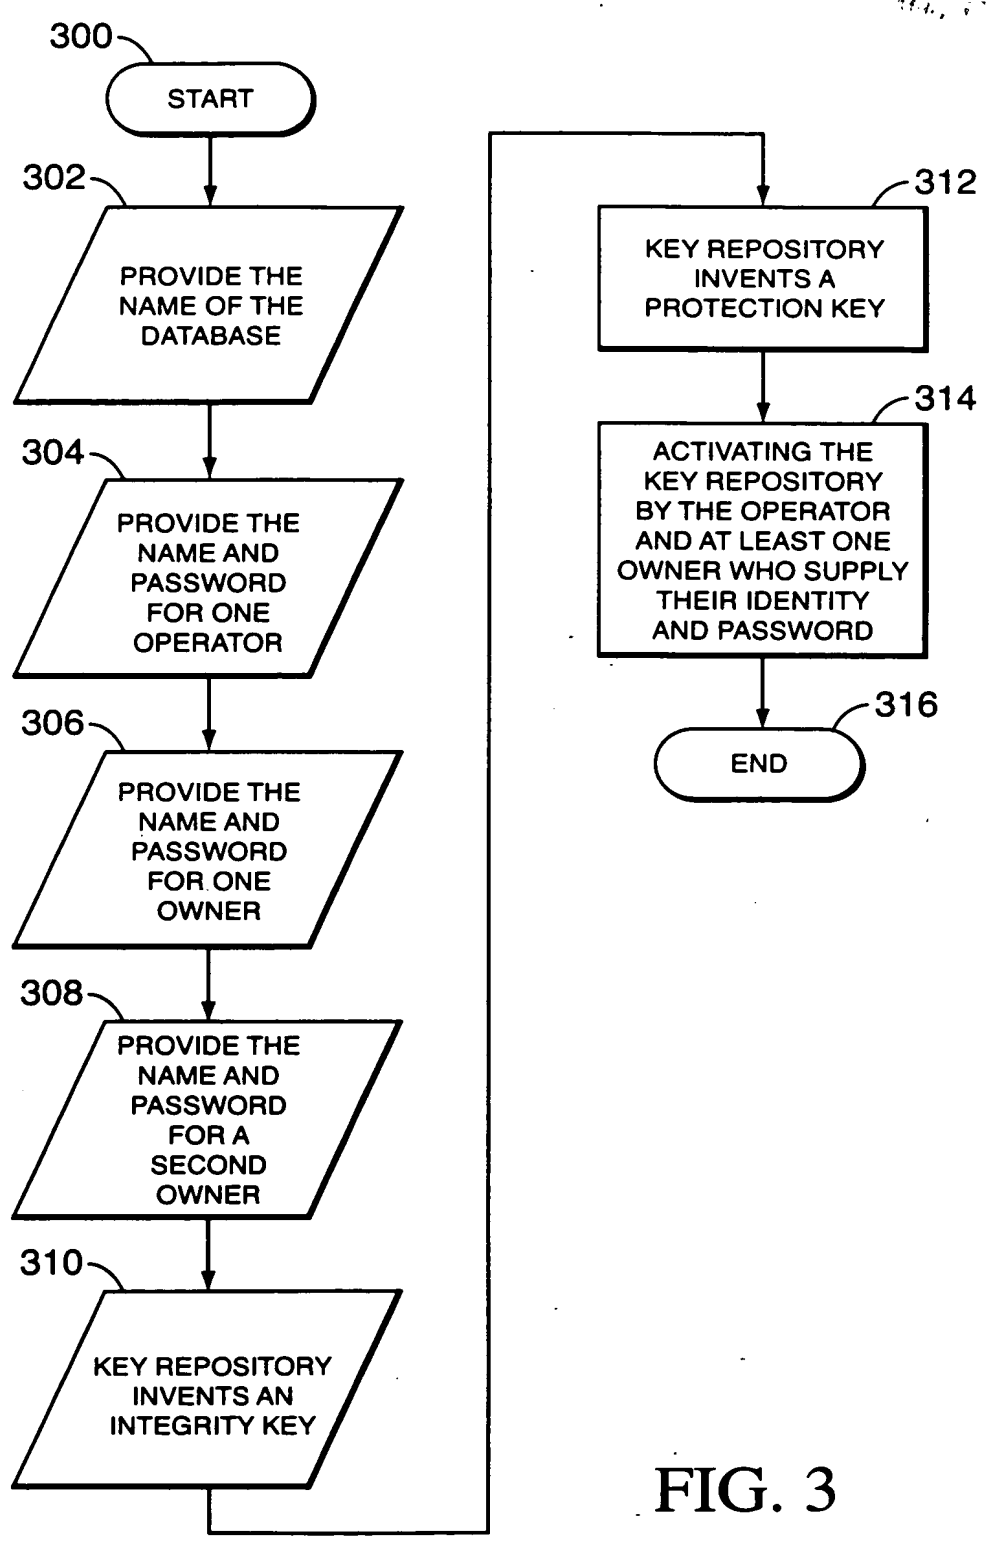 300
START
302
PROVIDE THE
NAME OF THE
DATABASE
304
PROVIDE THE
NAME AND
PASSWORD
FOR ONE
OPERATOR
306
PROVIDE THE
NAME AND
PASSWORD
FOR ONE
OWNER
308
PROVIDE THE
NAME AND
PASSWORD
FOR A
SECOND
OWNER
310
KEY REPOSITORY
INVENTS AN
INTEGRITY KEY
312
KEY REPOSITORY
INVENTS A
PROTECTION KEY
314
ACTIVATING THE
KEY REPOSITORY
BY THE OPERATOR
AND AT LEAST ONE
OWNER WHO SUPPLY
THEIR IDENTITY
AND PASSWORD
316
END
FIG. 3